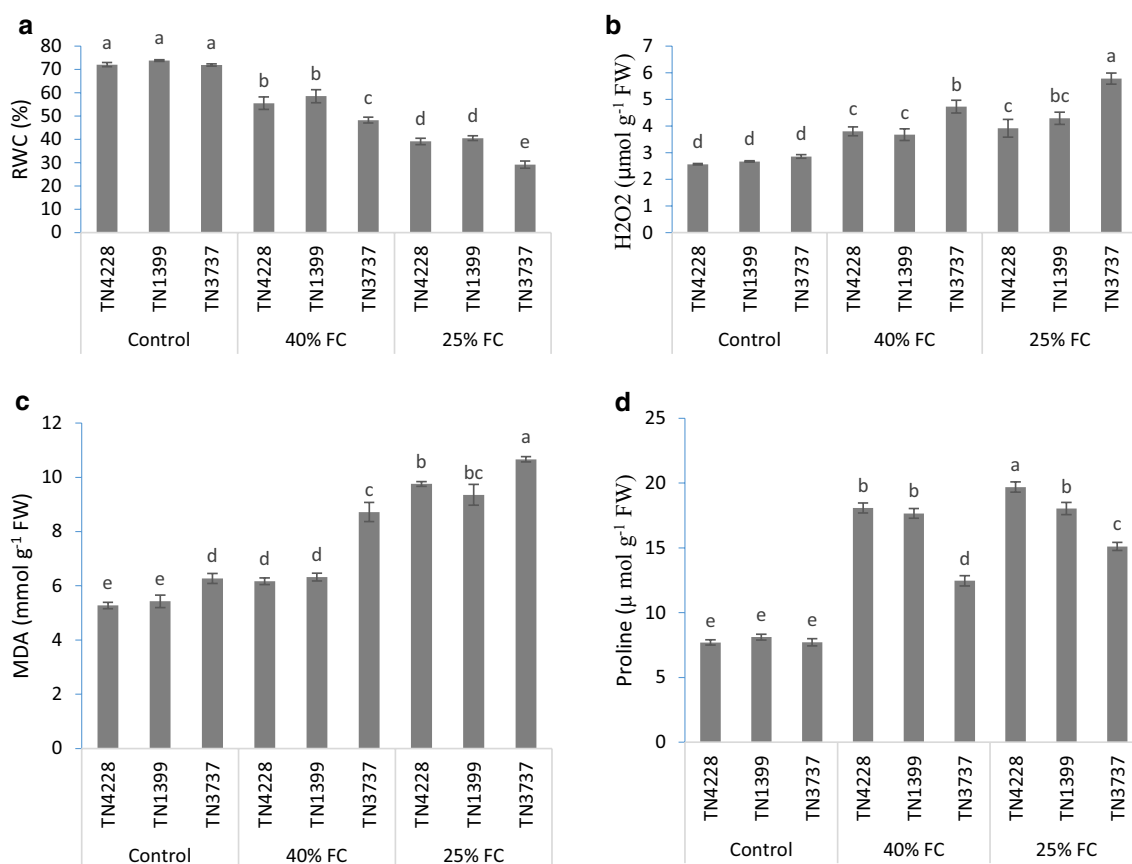 a
RWC (%)
80
70
60
50
40
30
20
10
0
a
a
a
b
b
c
d
d
e
TN4228
TN1399
TN3737
TN4228
TN1399
TN3737
TN4228
TN1399
TN3737
Control
40% FC
25% FC
b
H2O2 (μmol g-1 FW)
7
6
5
4
3
2
1
0
d
d
d
c
c
b
c
bc
a
TN4228
TN1399
TN3737
TN4228
TN1399
TN3737
TN4228
TN1399
TN3737
Control
40% FC
25% FC
c
MDA (mmol g-1 FW)
12
10
8
6
4
2
0
e
e
d
d
d
c
b
bc
a
TN4228
TN1399
TN3737
TN4228
TN1399
TN3737
TN4228
TN1399
TN3737
Control
40% FC
25% FC
d
Proline (μ mol g-1 FW)
25
20
15
10
5
0
e
e
e
b
b
d
a
b
c
TN4228
TN1399
TN3737
TN4228
TN1399
TN3737
TN4228
TN1399
TN3737
Control
40% FC
25% FC